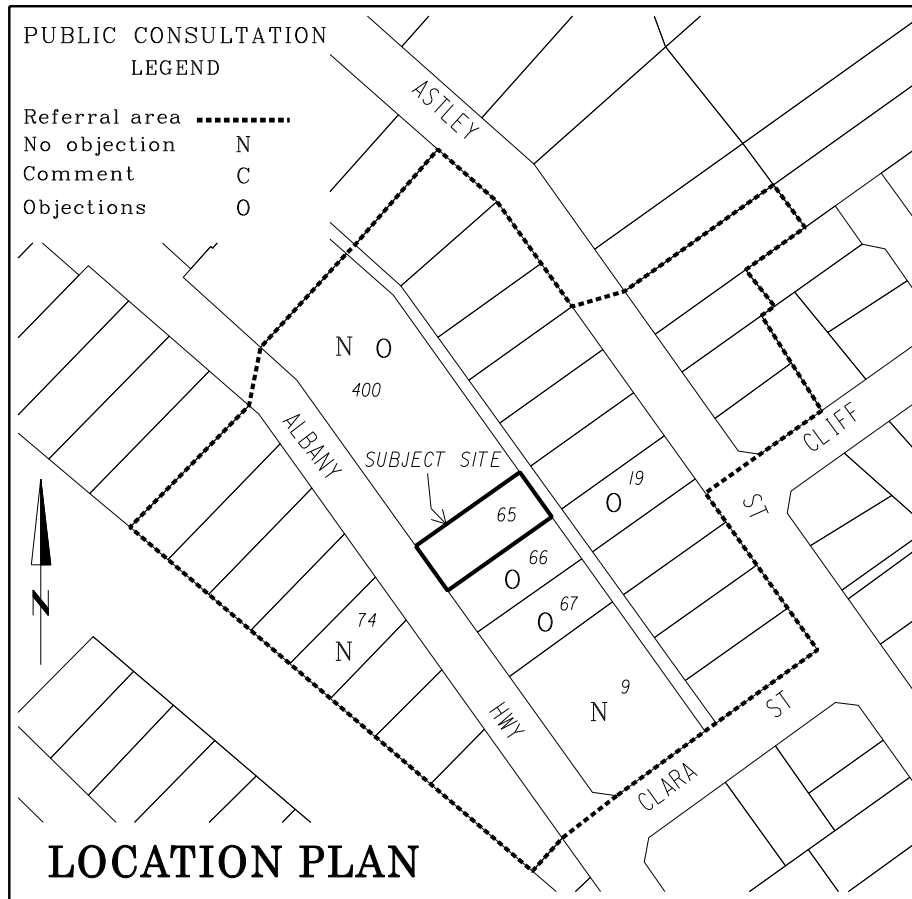 PUBLIC CONSULTATION
LEGEND
Referral area
No objection N
Comment C
Objections O
ASTLEY
N O
400
ALBANY
SUBJECT SITE
CLIFF
65
19
O
ST
66
O
67
O
74
N
N
9
N
HWY
ST
CLARA
LOCATION PLAN